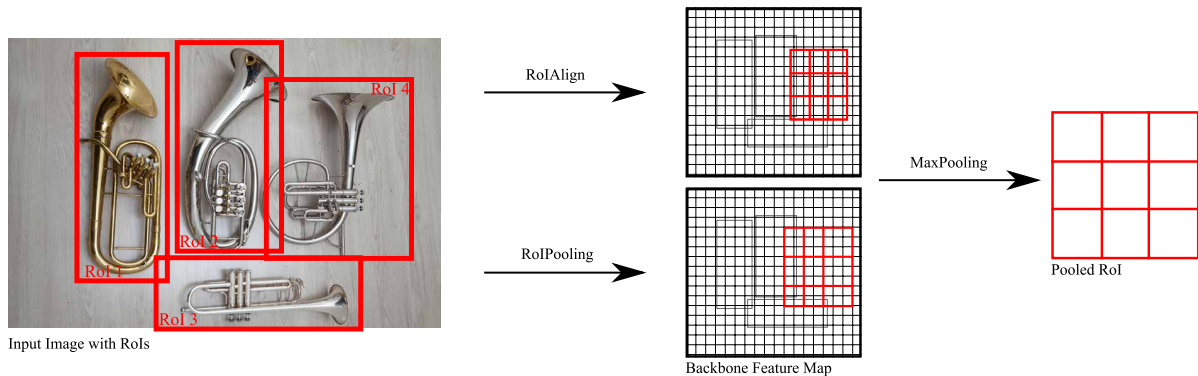 RoI 1
RoI 2
RoI 3
RoI 4
Input Image with RoIs
RoIAlign
RoIPooling
Backbone Feature Map
MaxPooling
Pooled RoI